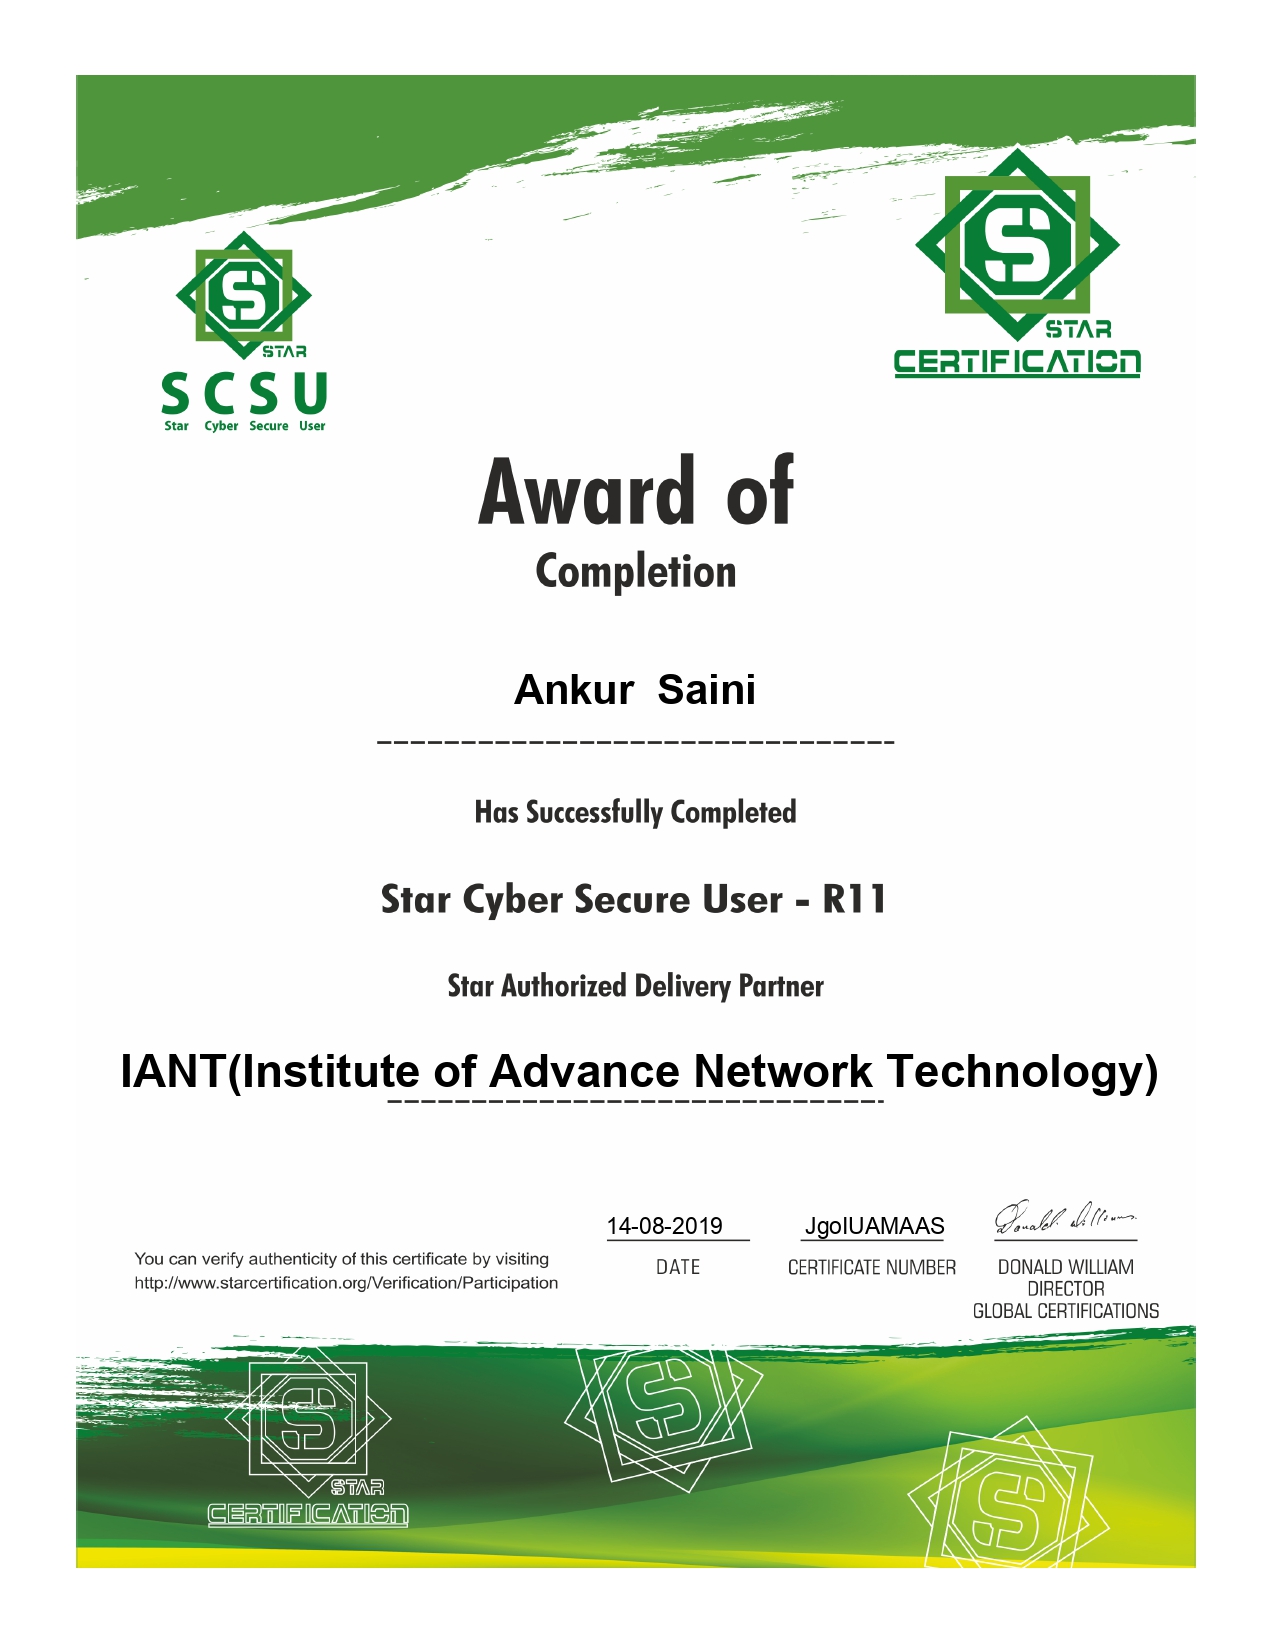 STAR
CERTIFICATION
STAR
SCSU
Star Cyber Secure User
Award of
Completion
Ankur Saini
Has Successfully Completed
Star Cyber Secure User - R11
Star Authorized Delivery Partner
IANT(Institute of Advance Network Technology)
14-08-2019
DATE
JgoIUAMAAS
CERTIFICATE NUMBER
Donald William
DONALD WILLIAM
DIRECTOR
GLOBAL CERTIFICATIONS
You can verify authenticity of this certificate by visiting
http://www.starcertification.org/Verification/Participation
STAR
CERTIFICATION